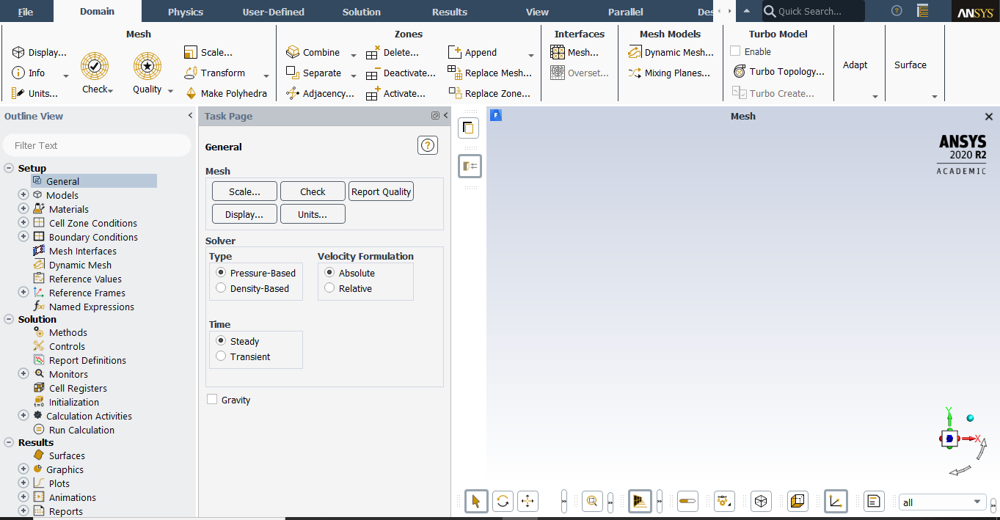 File Domain Physics User-Defined Solution Results View Parallel Des Quick Search... ANSYS
Mesh Zones Interfaces Mesh Models Turbo Model
Display... Scale... Combine Delete... Append Mesh... Dynamic Mesh... Enable
Info Transform Separate Deactivate... Replace Mesh... Overset... Mixing Planes... Turbo Topology...
Units... Check Quality Make Polyhedra Adjacency... Activate... Replace Zone... Turbo Create... Adapt Surface
Outline View
Filter Text
Setup
General
Models
Materials
Cell Zone Conditions
Boundary Conditions
Mesh Interfaces
Dynamic Mesh
Reference Values
Reference Frames
Named Expressions
Solution
Methods
Controls
Report Definitions
Monitors
Cell Registers
Initialization
Calculation Activities
Run Calculation
Results
Surfaces
Graphics
Plots
Animations
Reports
Task Page
General
Mesh
Scale... Check Report Quality
Display... Units...
Solver
Type Velocity Formulation
Pressure-Based Absolute
Density-Based Relative
Time
Steady
Transient
Gravity
Mesh
ANSYS
2020 R2
ACADEMIC
Y
X
all